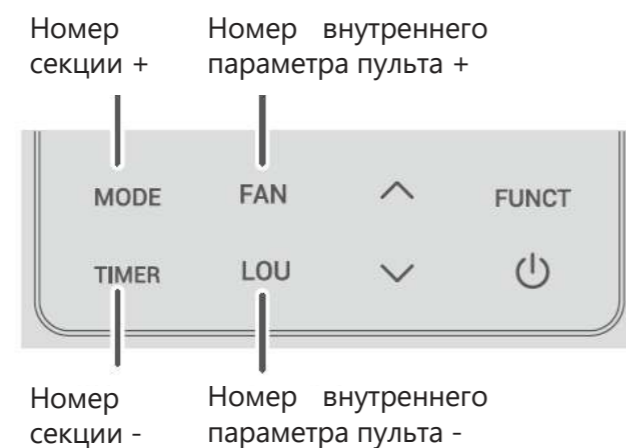 Номер
секции +
Номер внутреннего
параметра пульта +
MODE FAN FUNCT
TIMER LOU
Номер
секции -
Номер внутреннего
параметра пульта -